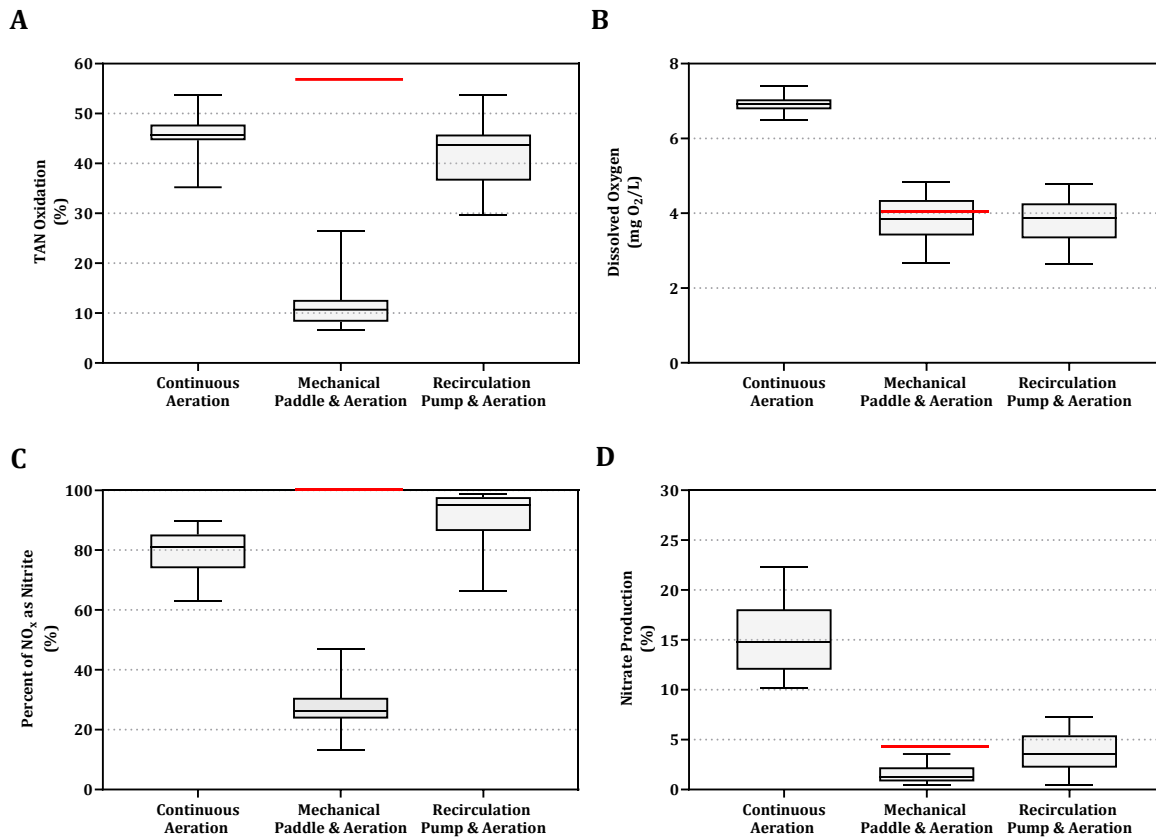 A
TAN Oxidation
(%)
60
50
40
30
20
10
0
Continuous
Aeration
Mechanical
Paddle & Aeration
Recirculation
Pump & Aeration
B
Dissolved Oxygen
(mg O₂/L)
8
6
4
2
0
Continuous
Aeration
Mechanical
Paddle & Aeration
Recirculation
Pump & Aeration
C
Percent of NOₓ as Nitrite
(%)
100
80
60
40
20
0
Continuous
Aeration
Mechanical
Paddle & Aeration
Recirculation
Pump & Aeration
D
Nitrate Production
(%)
30
25
20
15
10
5
0
Continuous
Aeration
Mechanical
Paddle & Aeration
Recirculation
Pump & Aeration